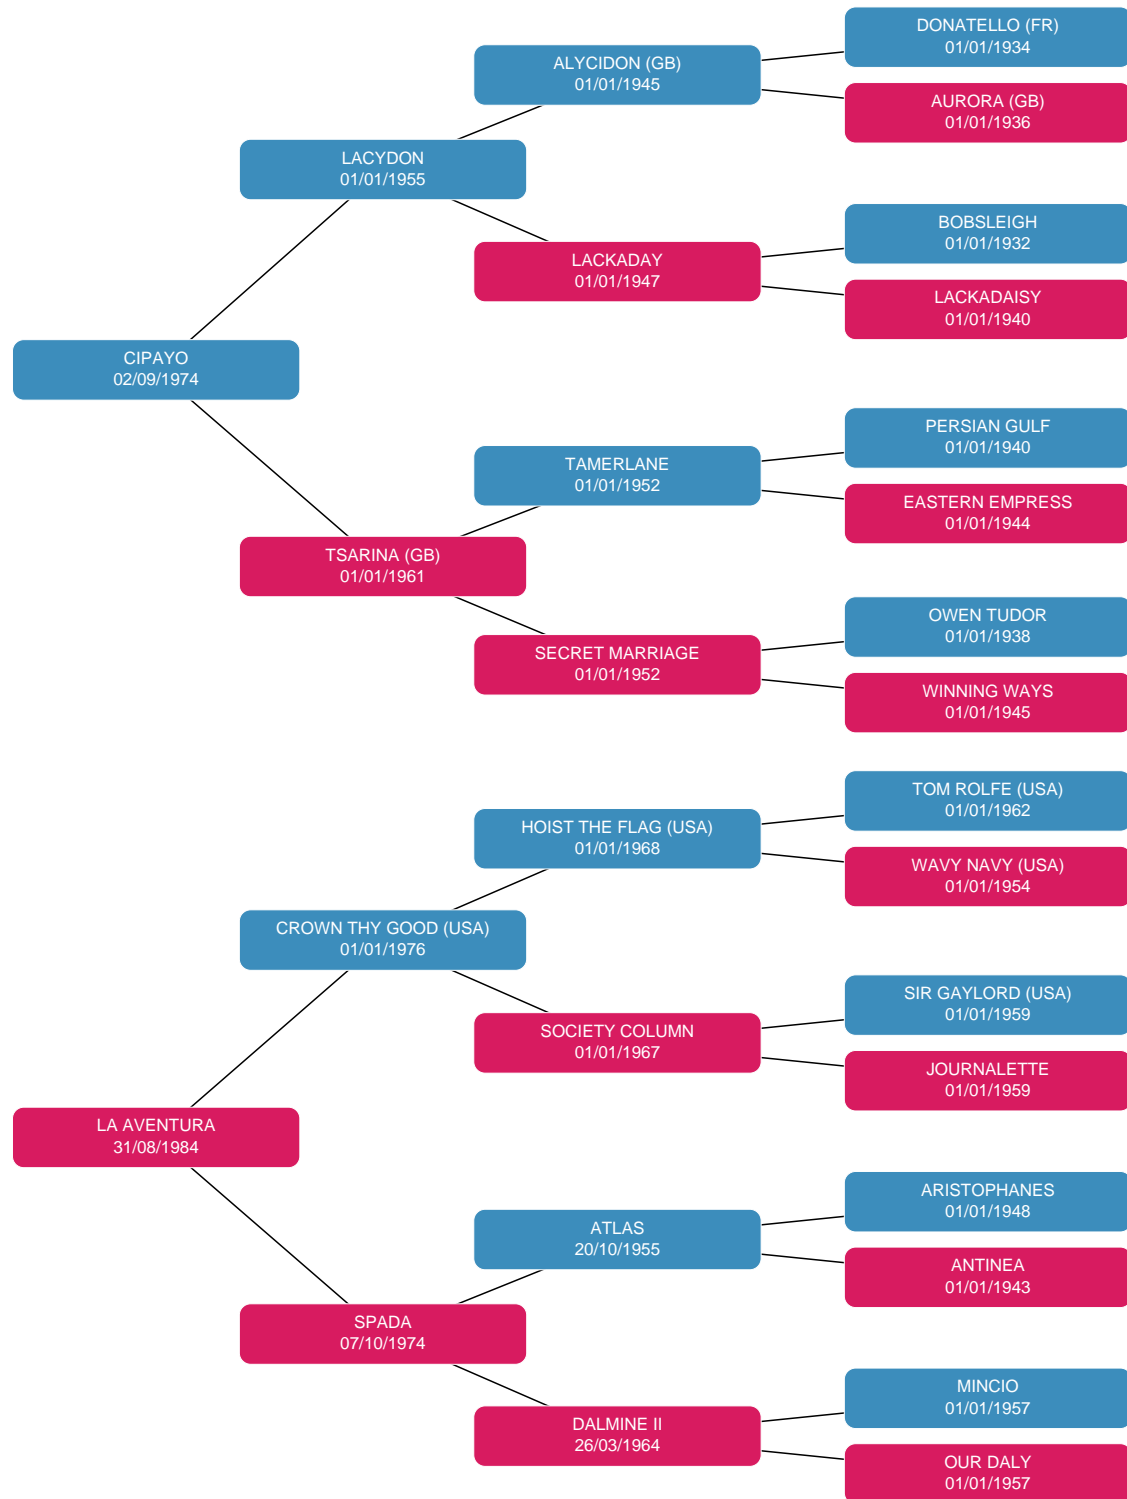 DONATELLO (FR)
01/01/1934
ALYCIDON (GB)
01/01/1945
AURORA (GB)
01/01/1936
LACYDON
01/01/1955
BOBSLEIGH
01/01/1932
LACKADAY
01/01/1947
LACKADAISY
01/01/1940
CIPAYO
02/09/1974
PERSIAN GULF
01/01/1940
TAMERLANE
01/01/1952
EASTERN EMPRESS
01/01/1944
TSARINA (GB)
01/01/1961
OWEN TUDOR
01/01/1938
SECRET MARRIAGE
01/01/1952
WINNING WAYS
01/01/1945
TOM ROLFE (USA)
01/01/1962
HOIST THE FLAG (USA)
01/01/1968
WAVY NAVY (USA)
01/01/1954
CROWN THY GOOD (USA)
01/01/1976
SIR GAYLORD (USA)
01/01/1959
SOCIETY COLUMN
01/01/1967
JOURNALETTE
01/01/1959
LA AVENTURA
31/08/1984
ARISTOPHANES
01/01/1948
ATLAS
20/10/1955
ANTINEA
01/01/1943
SPADA
07/10/1974
MINCIO
01/01/1957
DALMINE II
26/03/1964
OUR DALY
01/01/1957